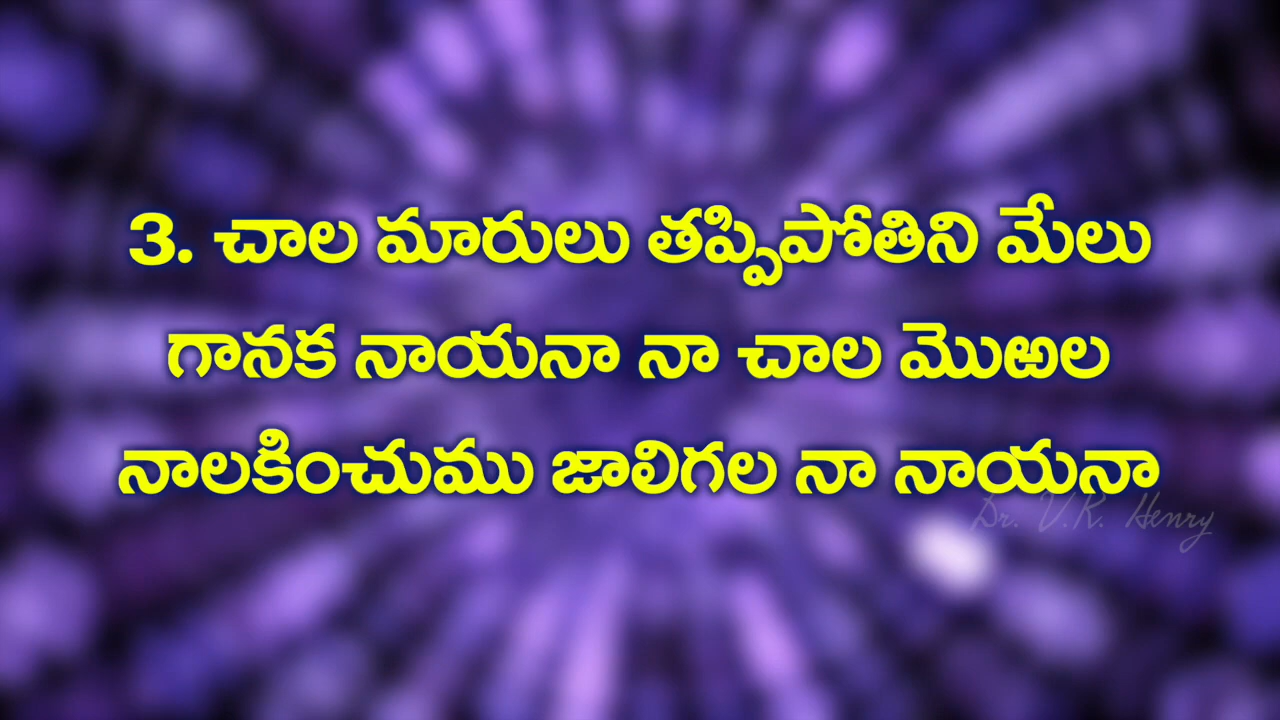 3. చాల మారులు తప్పిపోతిని మేలు
గానక నాయనా నా చాల మొఱల
నాలకించుము జాలిగల నా నాయనా
Dr. V.R. Henry